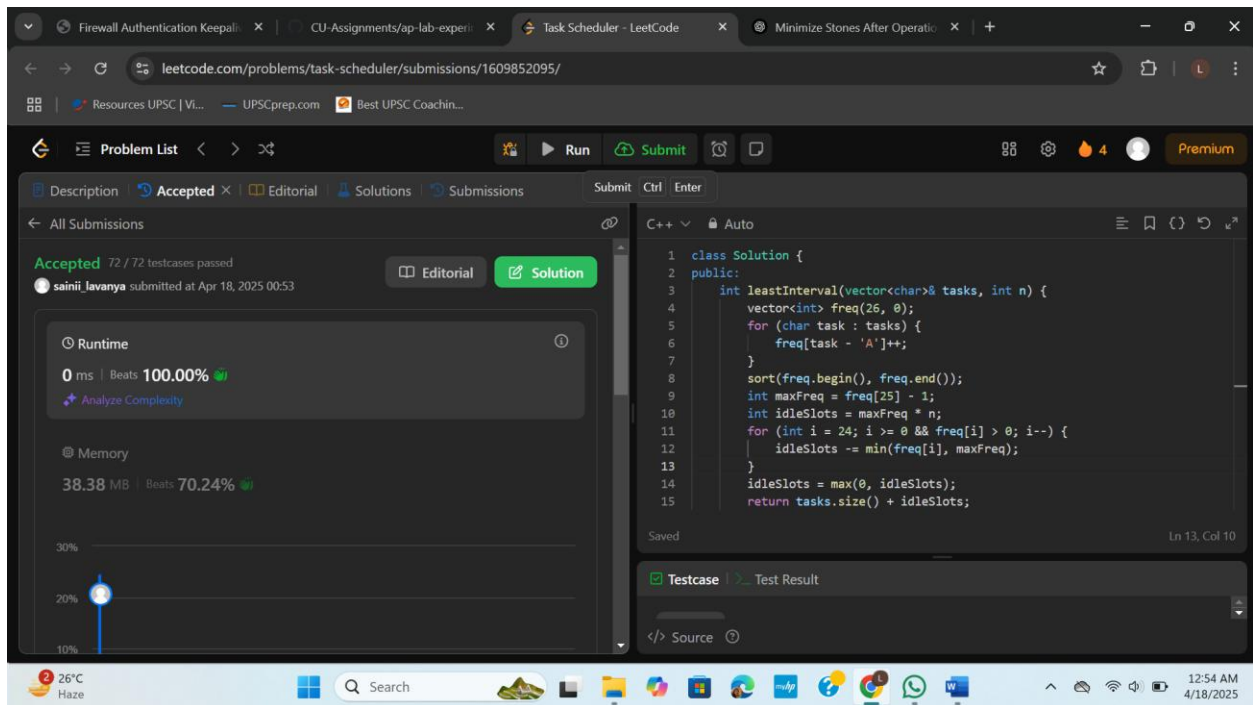 Firewall Authentication Keepali
CU-Assignments/ap-lab-experi
Task Scheduler - LeetCode
Minimize Stones After Operatio
leetcode.com/problems/task-scheduler/submissions/1609852095/
L
Resources UPSC | Vi...
UPSCprep.com
Best UPSC Coachin...
Problem List
Run
Submit
4
Premium
Description
Accepted
Editorial
Solutions
Submissions
Submit Ctrl Enter
All Submissions
Accepted 72 / 72 testcases passed
sainii_lavanya submitted at Apr 18, 2025 00:53
Editorial
Solution
Runtime
0 ms | Beats 100.00%
Analyze Complexity
Memory
38.38 MB | Beats 70.24%
30%
20%
10%
C++
Auto
1 class Solution {
2 public:
3 int leastInterval(vector<char>& tasks, int n) {
4 vector<int> freq(26, 0);
5 for (char task : tasks) {
6 freq[task - 'A']++;
7 }
8 sort(freq.begin(), freq.end());
9 int maxFreq = freq[25] - 1;
10 int idleSlots = maxFreq * n;
11 for (int i = 24; i >= 0 && freq[i] > 0; i--) {
12 idleSlots -= min(freq[i], maxFreq);
13 }
14 idleSlots = max(0, idleSlots);
15 return tasks.size() + idleSlots;
Saved
Ln 13, Col 10
Testcase
Test Result
</> Source
2
26°C
Haze
Search
myhp
L
W
12:54 AM
4/18/2025